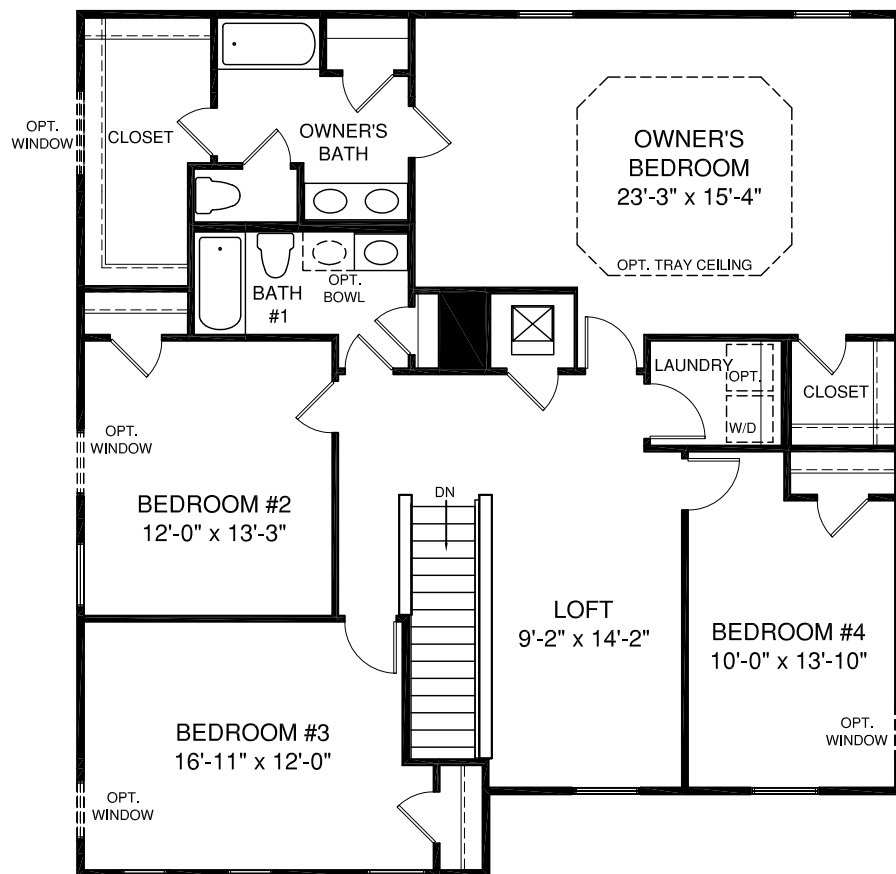 OPT.
WINDOW
CLOSET
OWNER'S
BATH
OWNER'S
BEDROOM
23'-3" x 15'-4"
OPT. TRAY CEILING
BATH
#1
OPT.
BOWL
LAUNDRY
OPT.
W/D
CLOSET
OPT.
WINDOW
BEDROOM #2
12'-0" x 13'-3"
DN
LOFT
9'-2" x 14'-2"
BEDROOM #4
10'-0" x 13'-10"
OPT.
WINDOW
BEDROOM #3
16'-11" x 12'-0"
OPT.
WINDOW